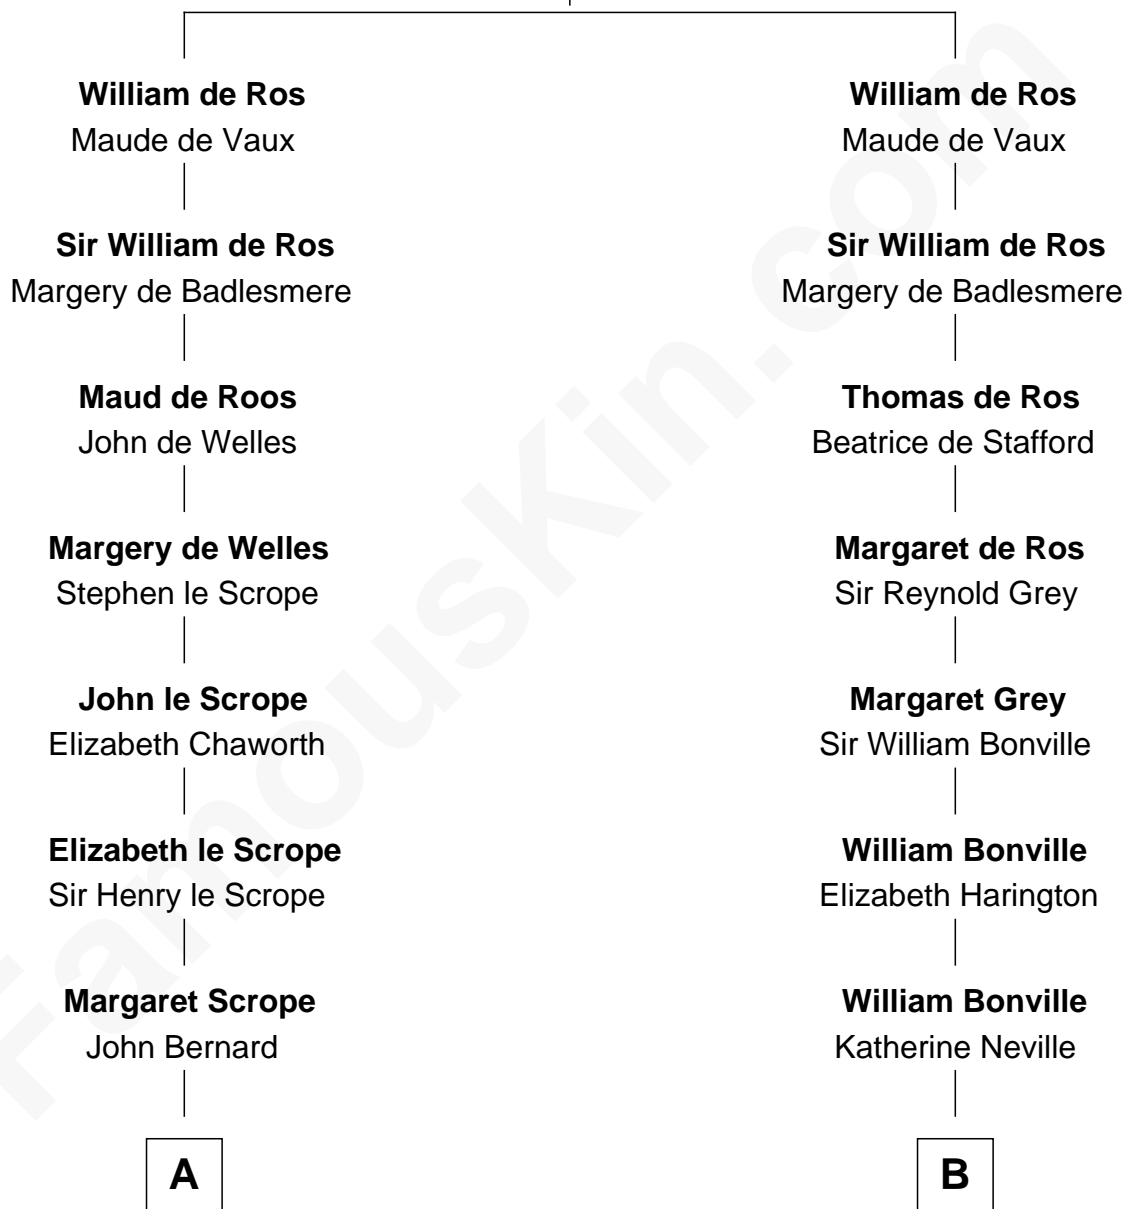 William de Ros
Maude de Vaux
Sir William de Ros
Margery de Badlesmere
Maud de Roos
John de Welles
Margery de Welles
Stephen le Scrope
John le Scrope
Elizabeth Chaworth
Elizabeth le Scrope
Sir Henry le Scrope
Margaret Scrope
John Bernard
A
William de Ros
Maude de Vaux
Sir William de Ros
Margery de Badlesmere
Thomas de Ros
Beatrice de Stafford
Margaret de Ros
Sir Reynold Grey
Margaret Grey
Sir William Bonville
William Bonville
Elizabeth Harington
William Bonville
Katherine Neville
B
FamousKin.com